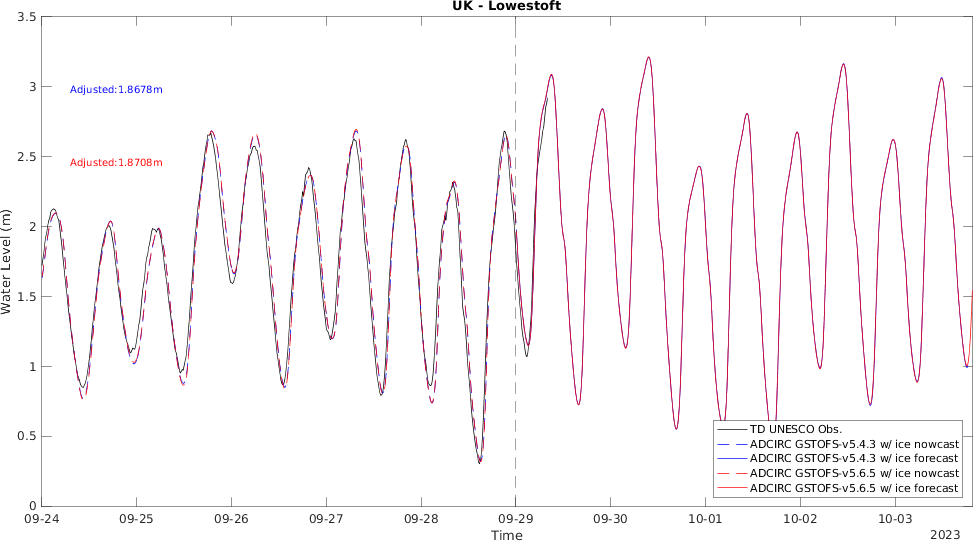 UK - Lowestoft
3.5
3
2.5
2
1.5
1
0.5
0
Water Level (m)
Adjusted:1.8678m
Adjusted:1.8708m
TD UNESCO Obs.
ADCIRC GSTOFS-v5.4.3 w/ ice nowcast
ADCIRC GSTOFS-v5.4.3 w/ ice forecast
ADCIRC GSTOFS-v5.6.5 w/ ice nowcast
ADCIRC GSTOFS-v5.6.5 w/ ice forecast
09-24 09-25 09-26 09-27 09-28 09-29 09-30 10-01 10-02 10-03
Time
2023